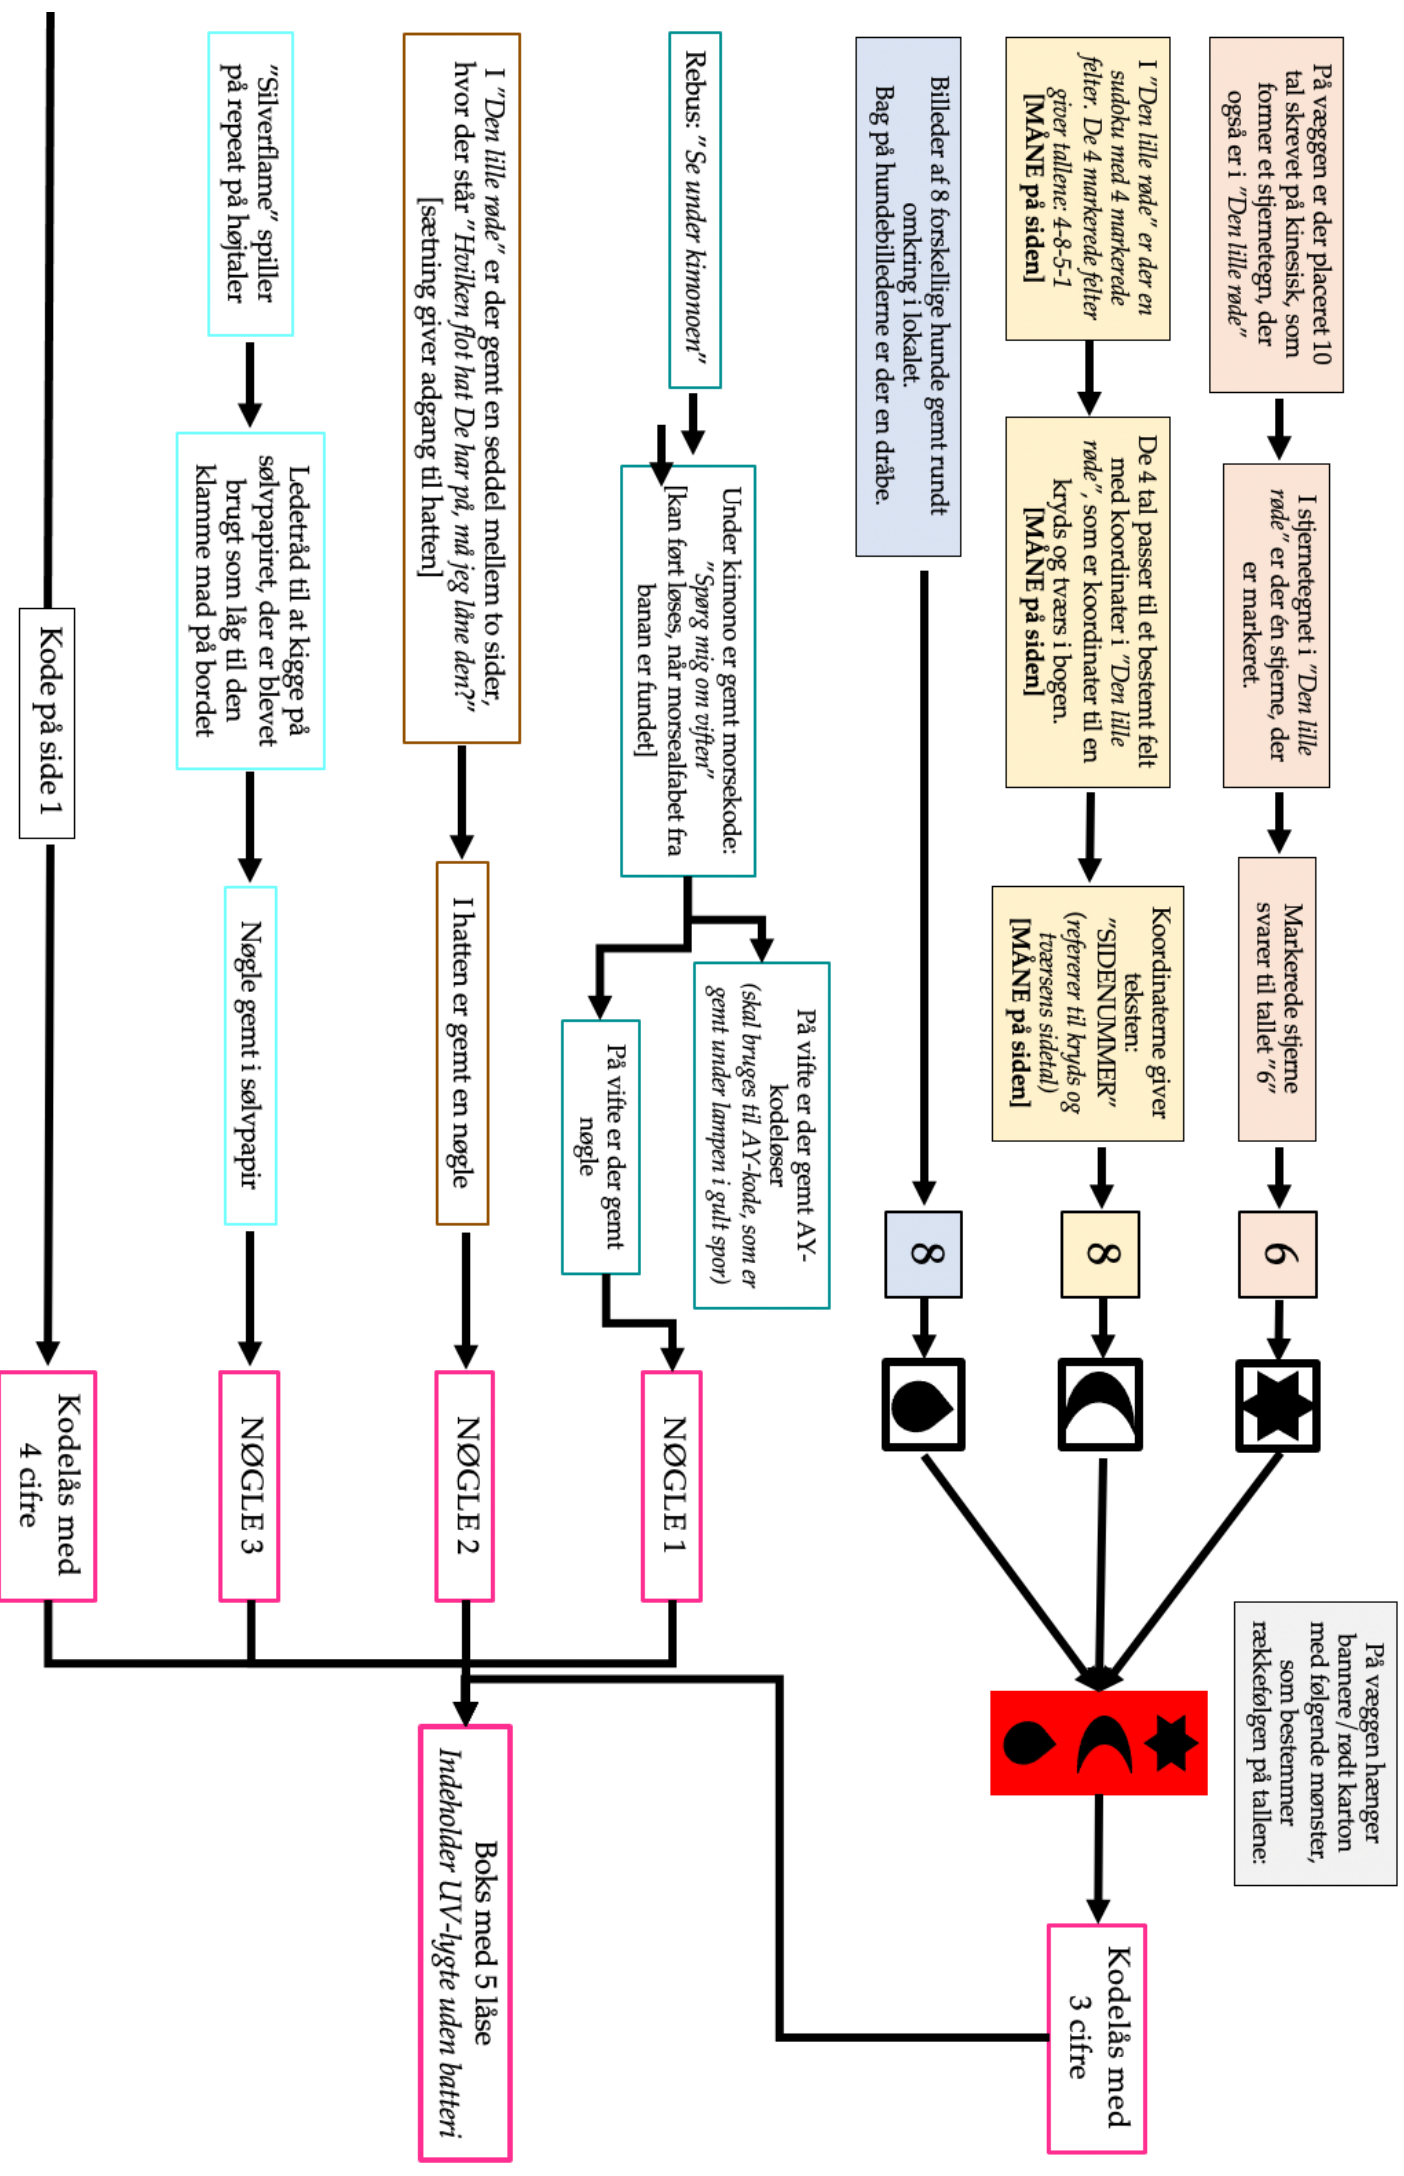 På væggen er der placeret 10
tal skrevet på kinesisk, som
former et stjernetegn, der
også er i "Den lille røde"
I stjernetegnet i "Den lille
røde" er der én stjerne, der
er markeret.
Markerede stjerne
svarer til tallet "6"
6
På væggen hænger
bannere/rødt karton
med følgende mønster,
som bestemmer
rækkefølgen på tallene:
I "Den lille røde" er der en
sudoku med 4 markerede
felter. De 4 markerede felter
giver tallene: 4-8-5-1
[MÅNE på siden]
De 4 tal passer til et bestemt felt
med koordinater i "Den lille
røde", som er koordinater til en
kryds og tværs i bogen.
[MÅNE på siden]
Koordinaterne giver
teksten:
"SIDENUMMER"
(refererer til kryds og
tværsens sidetal)
[MÅNE på siden]
8
Kodelås med
3 cifre
Billeder af 8 forskellige hunde gemt rundt
omkring i lokalet.
Bag på hundebillederne er der en dråbe.
8
Rebus: "Se under kimonoen"
Under kimono er gemt morsekode:
"Spørg mig om viften"
[kan ført løses, når morsealfabet fra
banan er fundet]
På vifte er der gemt AY-
kodeløser
(skal bruges til AY-kode, som er
gemt under lampen i gult spor)
På vifte er der gemt
nøgle
NØGLE 1
I "Den lille røde" er der gemt en seddel mellem to sider,
hvor der står "Hvilken flot hat De har på, må jeg låne den?"
[sætning giver adgang til hatten]
I hatten er gemt en nøgle
NØGLE 2
Boks med 5 låse
Indeholder UV-lygte uden batteri
"Silverflame" spiller
på repeat på højtaler
Ledetråd til at kigge på
sølvpapiret, der er blevet
brugt som låg til den
klamme mad på bordet
Nøgle gemt i sølvpapir
NØGLE 3
Kode på side 1
Kodelås med
4 cifre